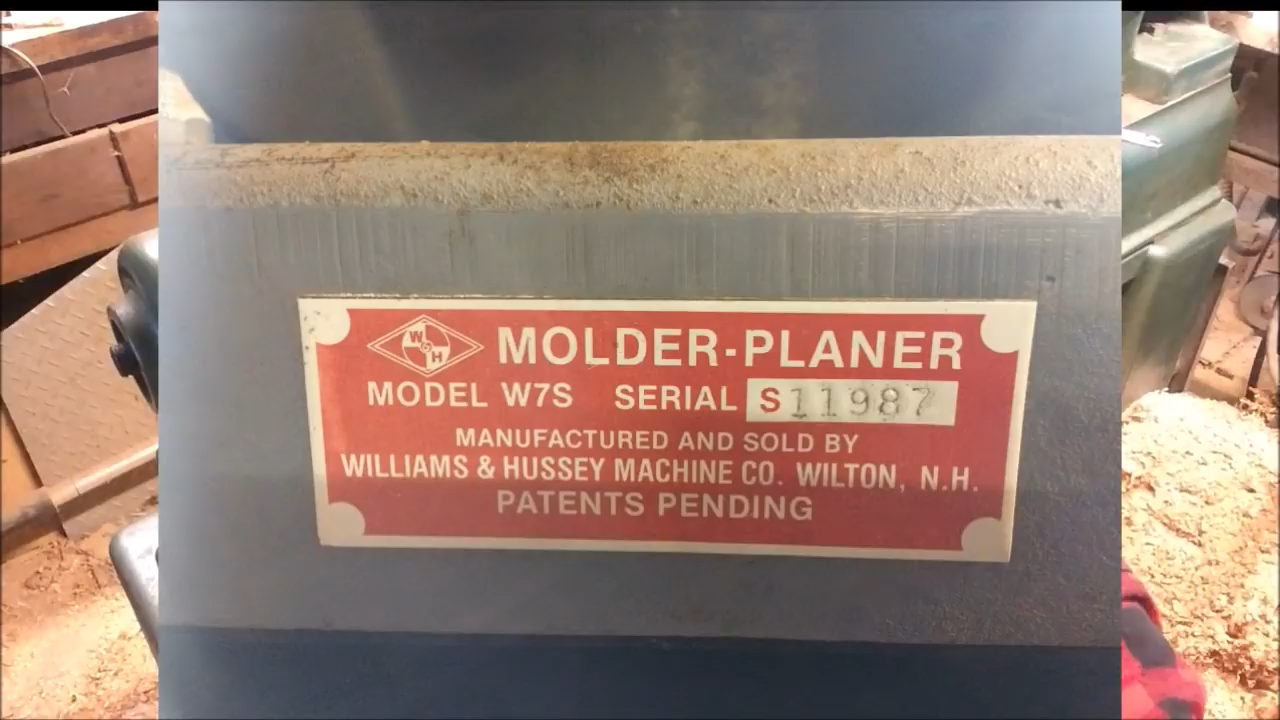 W & H MOLDER-PLANER
MODEL W7S SERIAL S11987
MANUFACTURED AND SOLD BY
WILLIAMS & HUSSEY MACHINE CO. WILTON, N.H.
PATENTS PENDING